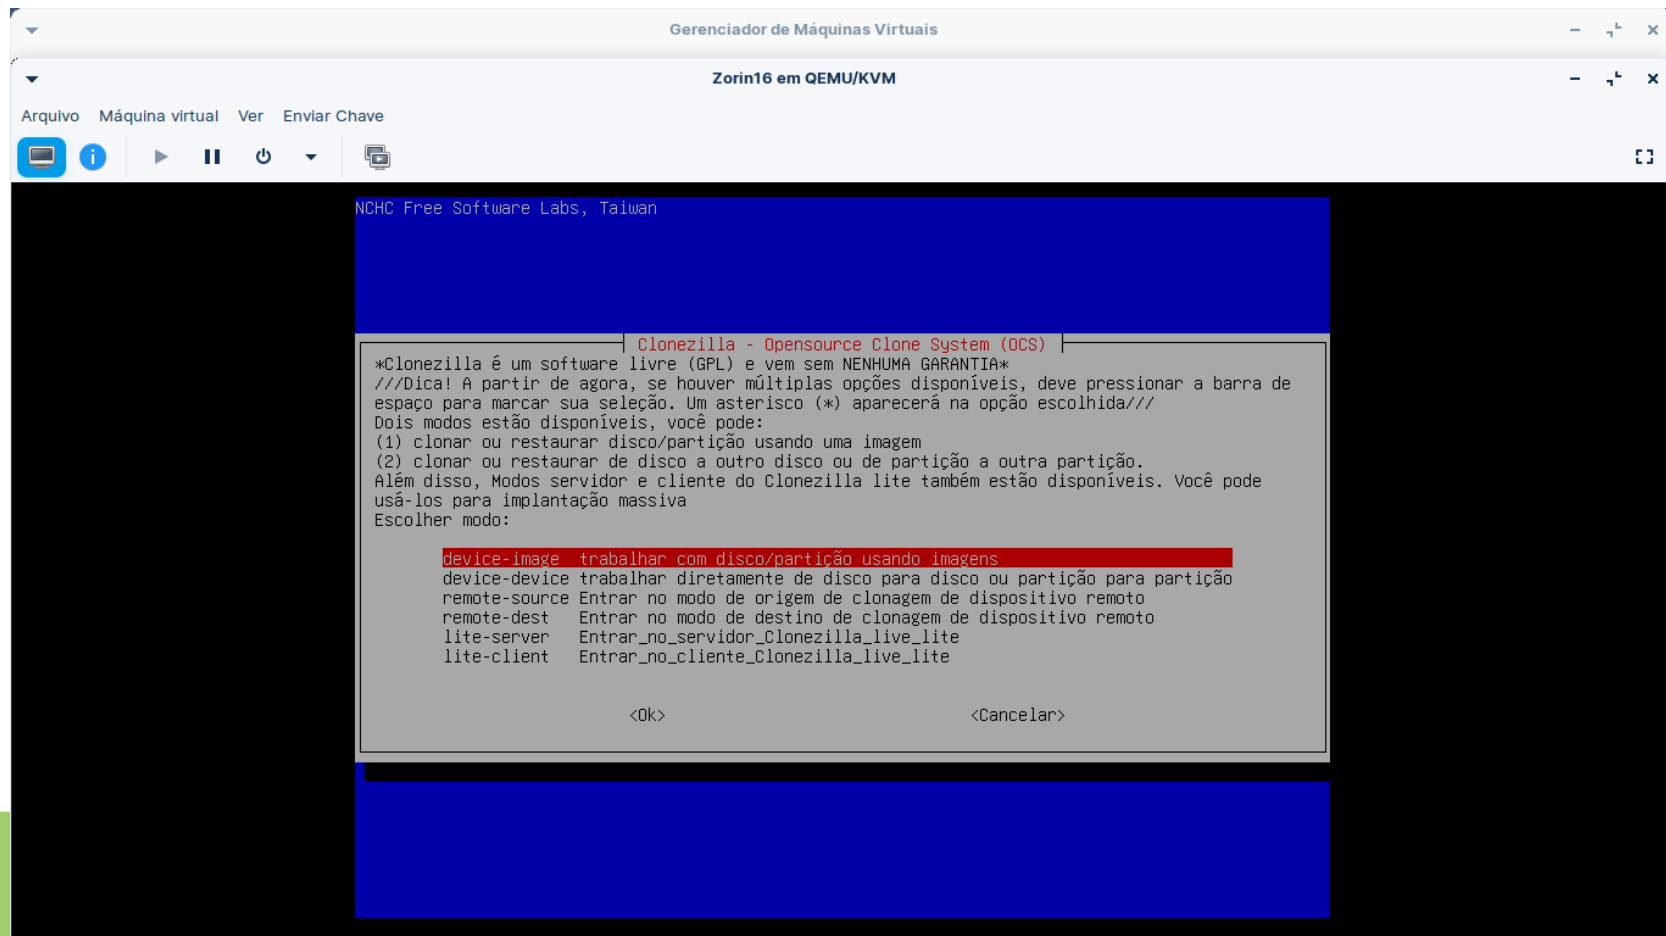 Gerenciador de Máquinas Virtuais
Zorin16 em QEMU/KVM
Arquivo Máquina virtual Ver Enviar Chave
NCHC Free Software Labs, Taiwan
Clonezilla - Opensource Clone System (OCS)
*Clonezilla é um software livre (GPL) e vem sem NENHUMA GARANTIA*
///Dica! A partir de agora, se houver múltiplas opções disponíveis, deve pressionar a barra de
espaço para marcar sua seleção. Um asterisco (*) aparecerá na opção escolhida///
Dois modos estão disponíveis, você pode:
(1) clonar ou restaurar disco/partição usando uma imagem
(2) clonar ou restaurar de disco a outro disco ou de partição a outra partição.
Além disso, Modos servidor e cliente do Clonezilla lite também estão disponíveis. Você pode
usá-los para implantação massiva
Escolher modo:
device-image trabalhar com disco/partição usando imagens
device-device trabalhar diretamente de disco para disco ou partição para partição
remote-source Entrar no modo de origem de clonagem de dispositivo remoto
remote-dest Entrar no modo de destino de clonagem de dispositivo remoto
lite-server Entrar_no_servidor_Clonezilla_live_lite
lite-client Entrar_no_cliente_Clonezilla_live_lite
<Ok> <Cancelar>